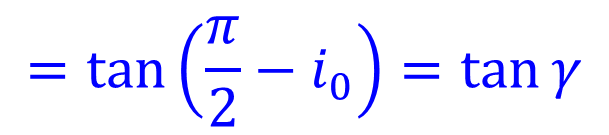 = tan (π/2 − i₀) = tan γ